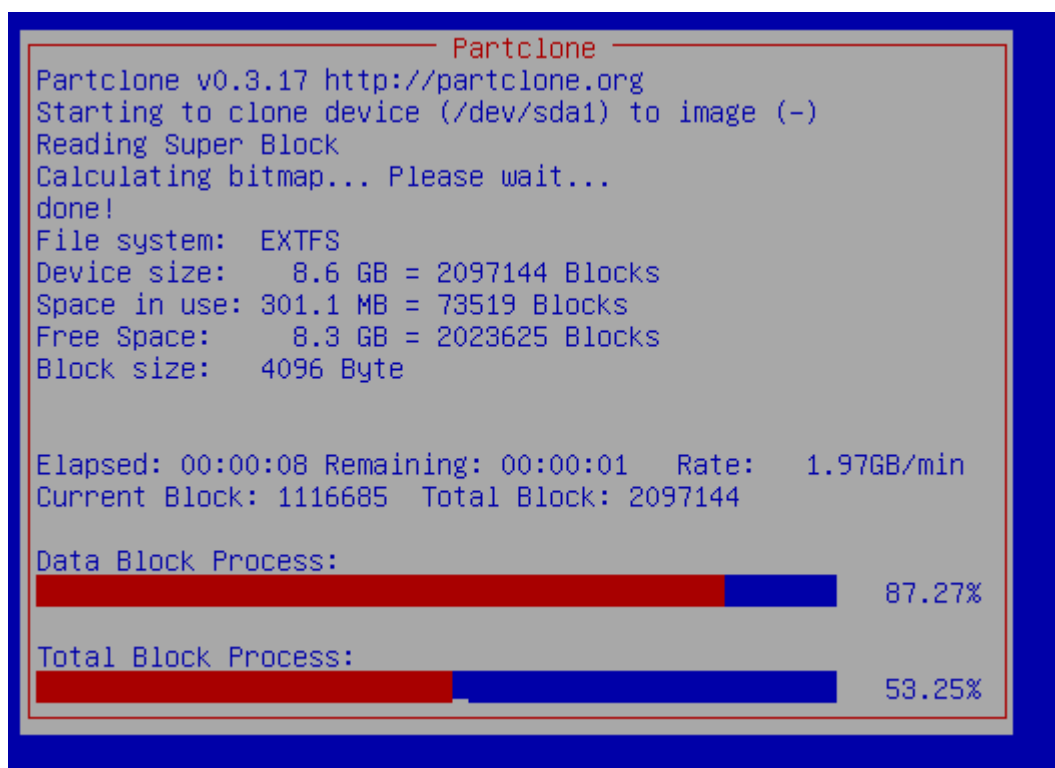 Partclone
Partclone v0.3.17 http://partclone.org
Starting to clone device (/dev/sda1) to image (-)
Reading Super Block
Calculating bitmap... Please wait...
done!
File system:  EXTFS
Device size:    8.6 GB = 2097144 Blocks
Space in use: 301.1 MB = 73519 Blocks
Free Space:     8.3 GB = 2023625 Blocks
Block size:   4096 Byte
Elapsed: 00:00:08 Remaining: 00:00:01   Rate:   1.97GB/min
Current Block: 1116685  Total Block: 2097144
Data Block Process:
87.27%
Total Block Process:
53.25%